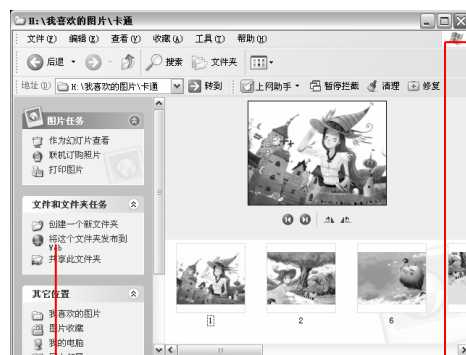 H:\我喜欢的图片\卡通
文件(F) 编辑(E) 查看(V) 收藏(A) 工具(T) 帮助(H)
后退 搜索 文件夹
地址(D) H:\我喜欢的图片\卡通 转到 上网助手 暂停拦截 清理 修复
图片任务
作为幻灯片查看
联机订购照片
打印图片
文件和文件夹任务
创建一个新文件夹
将这个文件夹发布到
Web
共享此文件夹
其它位置
我喜欢的图片
图片收藏
我的电脑
1 2 6